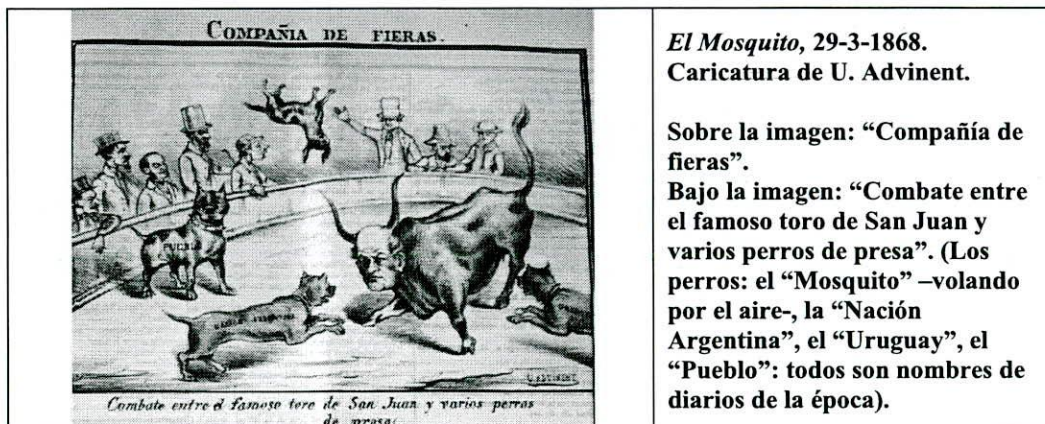 COMPAÑIA DE FIERAS.
PUEBLO
Combate entre el famoso toro de San Juan y varios perros
de presa.
El Mosquito, 29-3-1868.
Caricatura de U. Advinent.
Sobre la imagen: “Compañía de
fieras”.
Bajo la imagen: “Combate entre
el famoso toro de San Juan y
varios perros de presa”. (Los
perros: el “Mosquito” –volando
por el aire-, la “Nación
Argentina”, el “Uruguay”, el
“Pueblo”: todos son nombres de
diarios de la época).